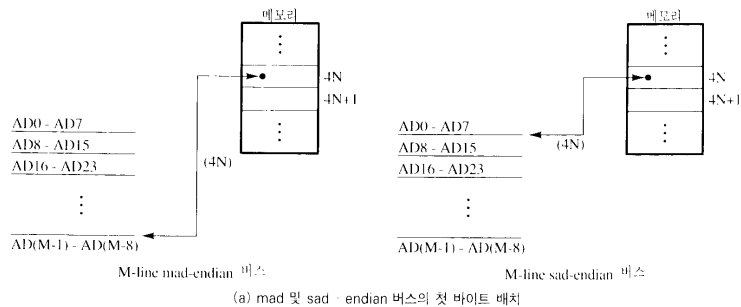 메모리
4N
4N+1
AD0 - AD7
AD8 - AD15
AD16 - AD23
(4N)
AD(M-1) - AD(M-8)
M-line mad-endian 버스
메모리
4N
4N+1
AD0 - AD7
AD8 - AD15
AD16 - AD23
(4N)
AD(M-1) - AD(M-8)
M-line sad-endian 버스
(a) mad 및 sad · endian 버스의 첫 바이트 배치